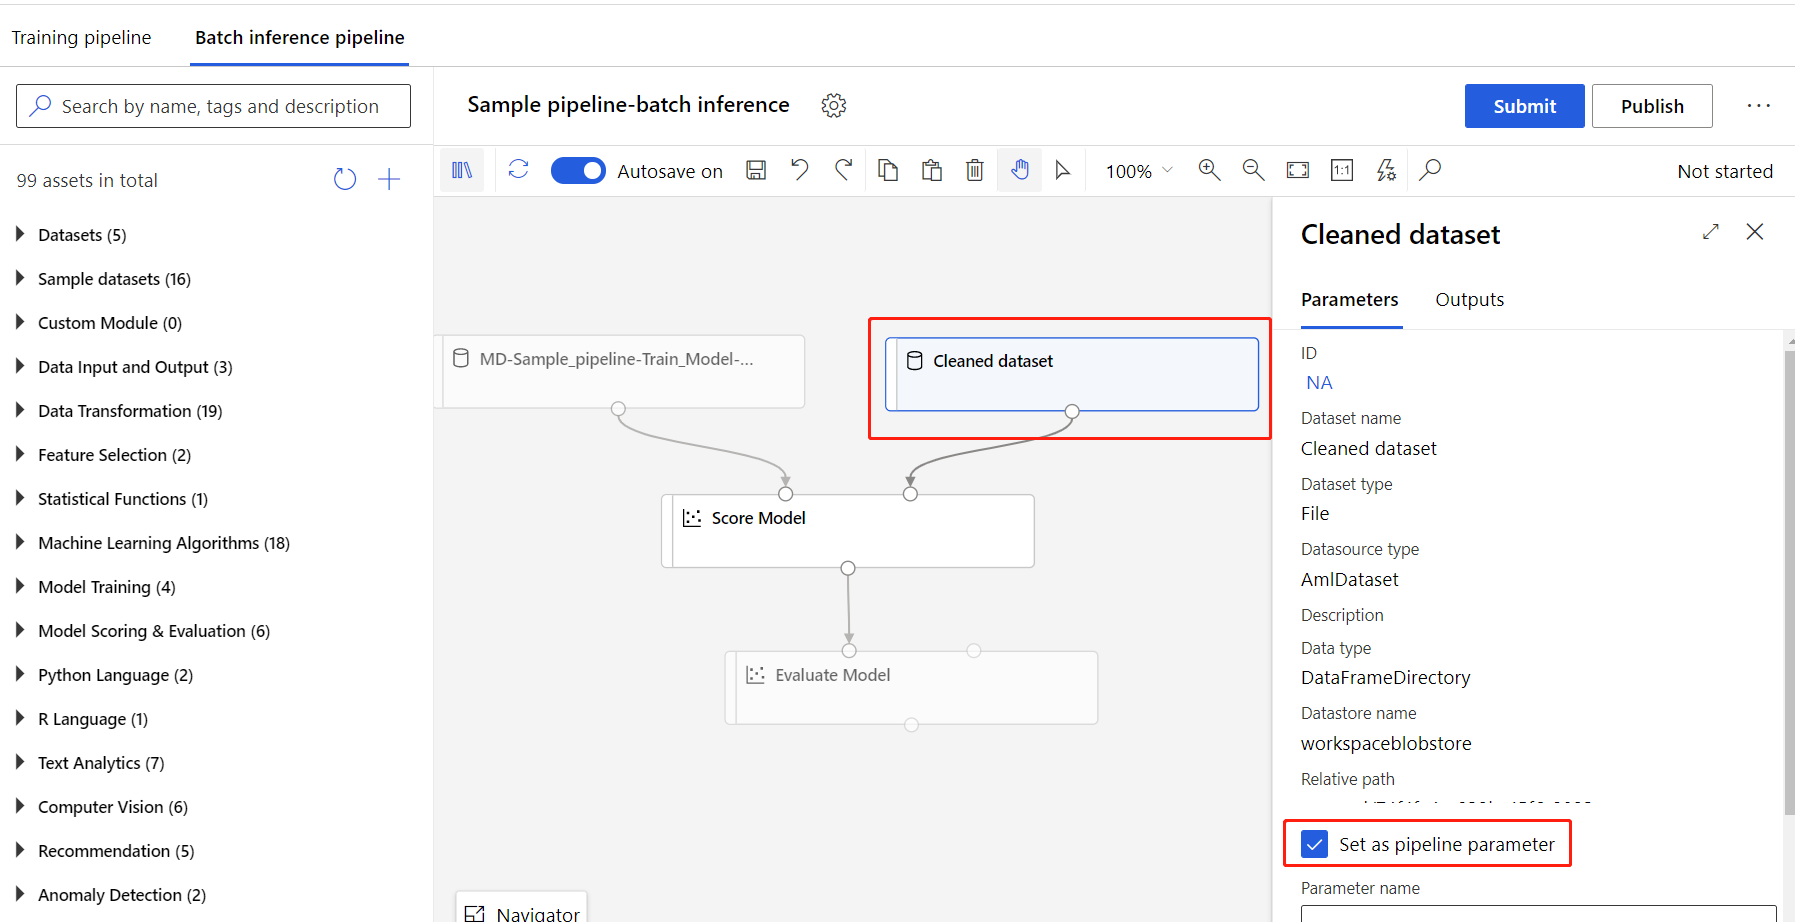 Training pipeline
Batch inference pipeline
Search by name, tags and description
Sample pipeline-batch inference
Submit
Publish
99 assets in total
Autosave on
100%
1:1
Not started
Datasets (5)
Sample datasets (16)
Custom Module (0)
Data Input and Output (3)
Data Transformation (19)
Feature Selection (2)
Statistical Functions (1)
Machine Learning Algorithms (18)
Model Training (4)
Model Scoring & Evaluation (6)
Python Language (2)
R Language (1)
Text Analytics (7)
Computer Vision (6)
Recommendation (5)
Anomaly Detection (2)
MD-Sample_pipeline-Train_Model-...
Cleaned dataset
Score Model
Evaluate Model
Navigator
Cleaned dataset
Parameters
Outputs
ID
NA
Dataset name
Cleaned dataset
Dataset type
File
Datasource type
AmlDataset
Description
Data type
DataFrameDirectory
Datastore name
workspaceblobstore
Relative path
Set as pipeline parameter
Parameter name